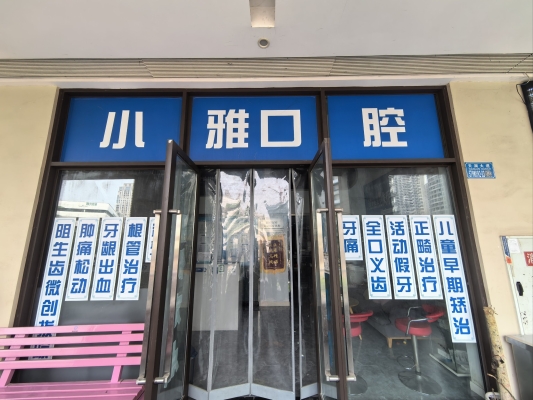 小雅口腔
阻生齿微创
肿痛松动
牙龈出血
根管治疗
牙痛
全口义齿
活动假牙
正畸治疗
儿童早期矫治